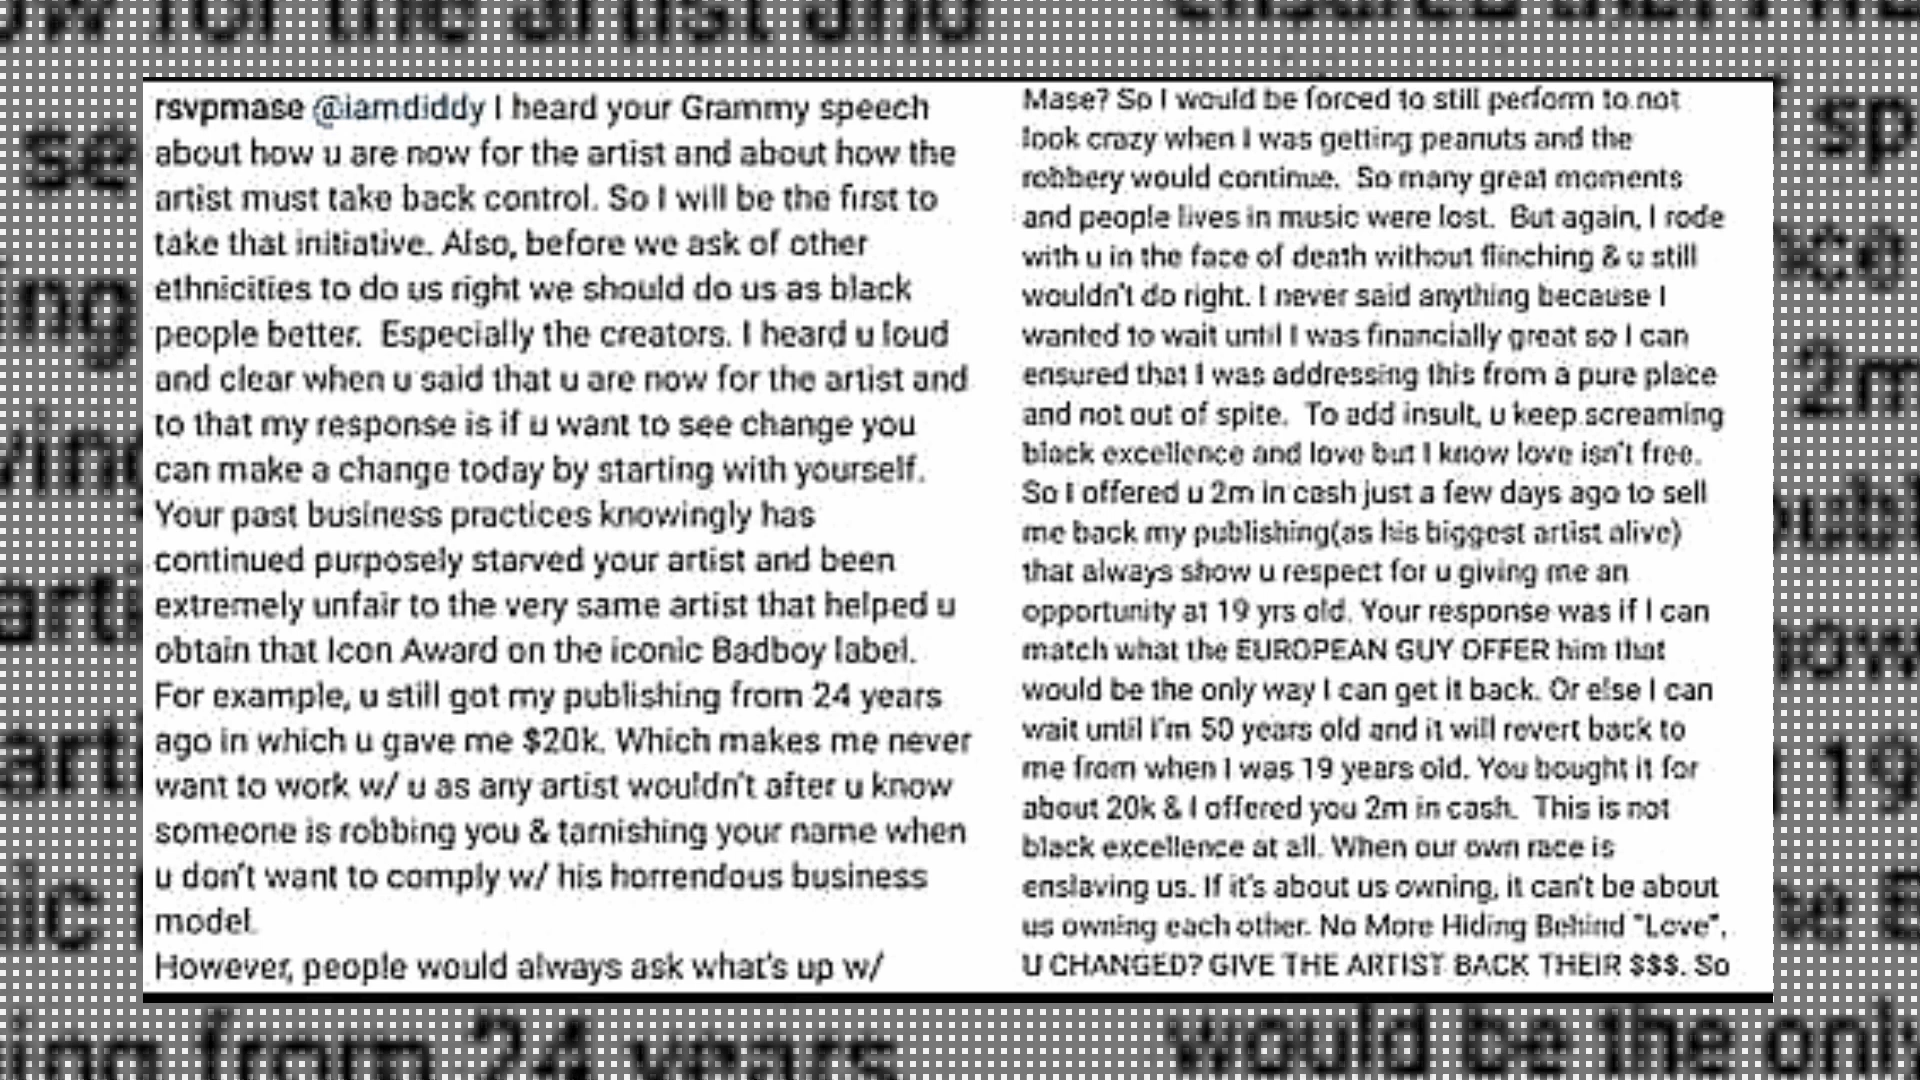 rsvpmase @iamdiddy I heard your Grammy speech
about how u are now for the artist and about how the
artist must take back control. So I will be the first to
take that initiative. Also, before we ask of other
ethnicities to do us right we should do us as black
people better. Especially the creators. I heard u loud
and clear when u said that u are now for the artist and
to that my response is if u want to see change you
can make a change today by starting with yourself.
Your past business practices knowingly has
continued purposely starved your artist and been
extremely unfair to the very same artist that helped u
obtain that Icon Award on the iconic Badboy label.
For example, u still got my publishing from 24 years
ago in which u gave me $20k. Which makes me never
want to work w/ u as any artist wouldn't after u know
someone is robbing you & tarnishing your name when
u don't want to comply w/ his horrendous business
model.
However, people would always ask what's up w/
Mase? So I would be forced to still perform to not
look crazy when I was getting peanuts and the
robbery would continue. So many great moments
and people lives in music were lost. But again, I rode
with u in the face of death without flinching & u still
wouldn't do right. I never said anything because I
wanted to wait until I was financially great so I can
ensured that I was addressing this from a pure place
and not out of spite. To add insult, u keep screaming
black excellence and love but I know love isn't free.
So I offered u 2m in cash just a few days ago to sell
me back my publishing(as his biggest artist alive)
that always show u respect for u giving me an
opportunity at 19 yrs old. Your response was if I can
match what the EUROPEAN GUY OFFER him that
would be the only way I can get it back. Or else I can
wait until I'm 50 years old and it will revert back to
me from when I was 19 years old. You bought it for
about 20k & I offered you 2m in cash. This is not
black excellence at all. When our own race is
enslaving us. If it's about us owning, it can't be about
us owning each other. No More Hiding Behind "Love".
U CHANGED? GIVE THE ARTIST BACK THEIR $$$. So